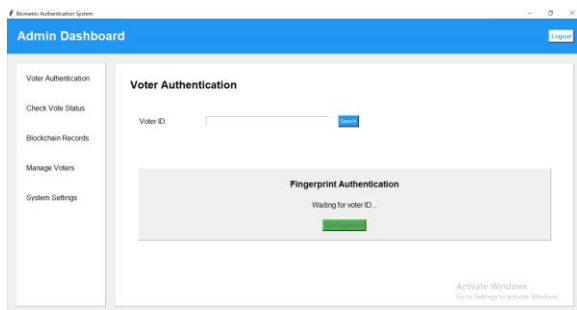 Biometric Authentication System
Admin Dashboard
Logout
Voter Authentication
Check Vote Status
Blockchain Records
Manage Voters
System Settings
Voter Authentication
Voter ID:
Search
Fingerprint Authentication
Waiting for voter ID...
Activate Windows
Go to Settings to activate Windows.